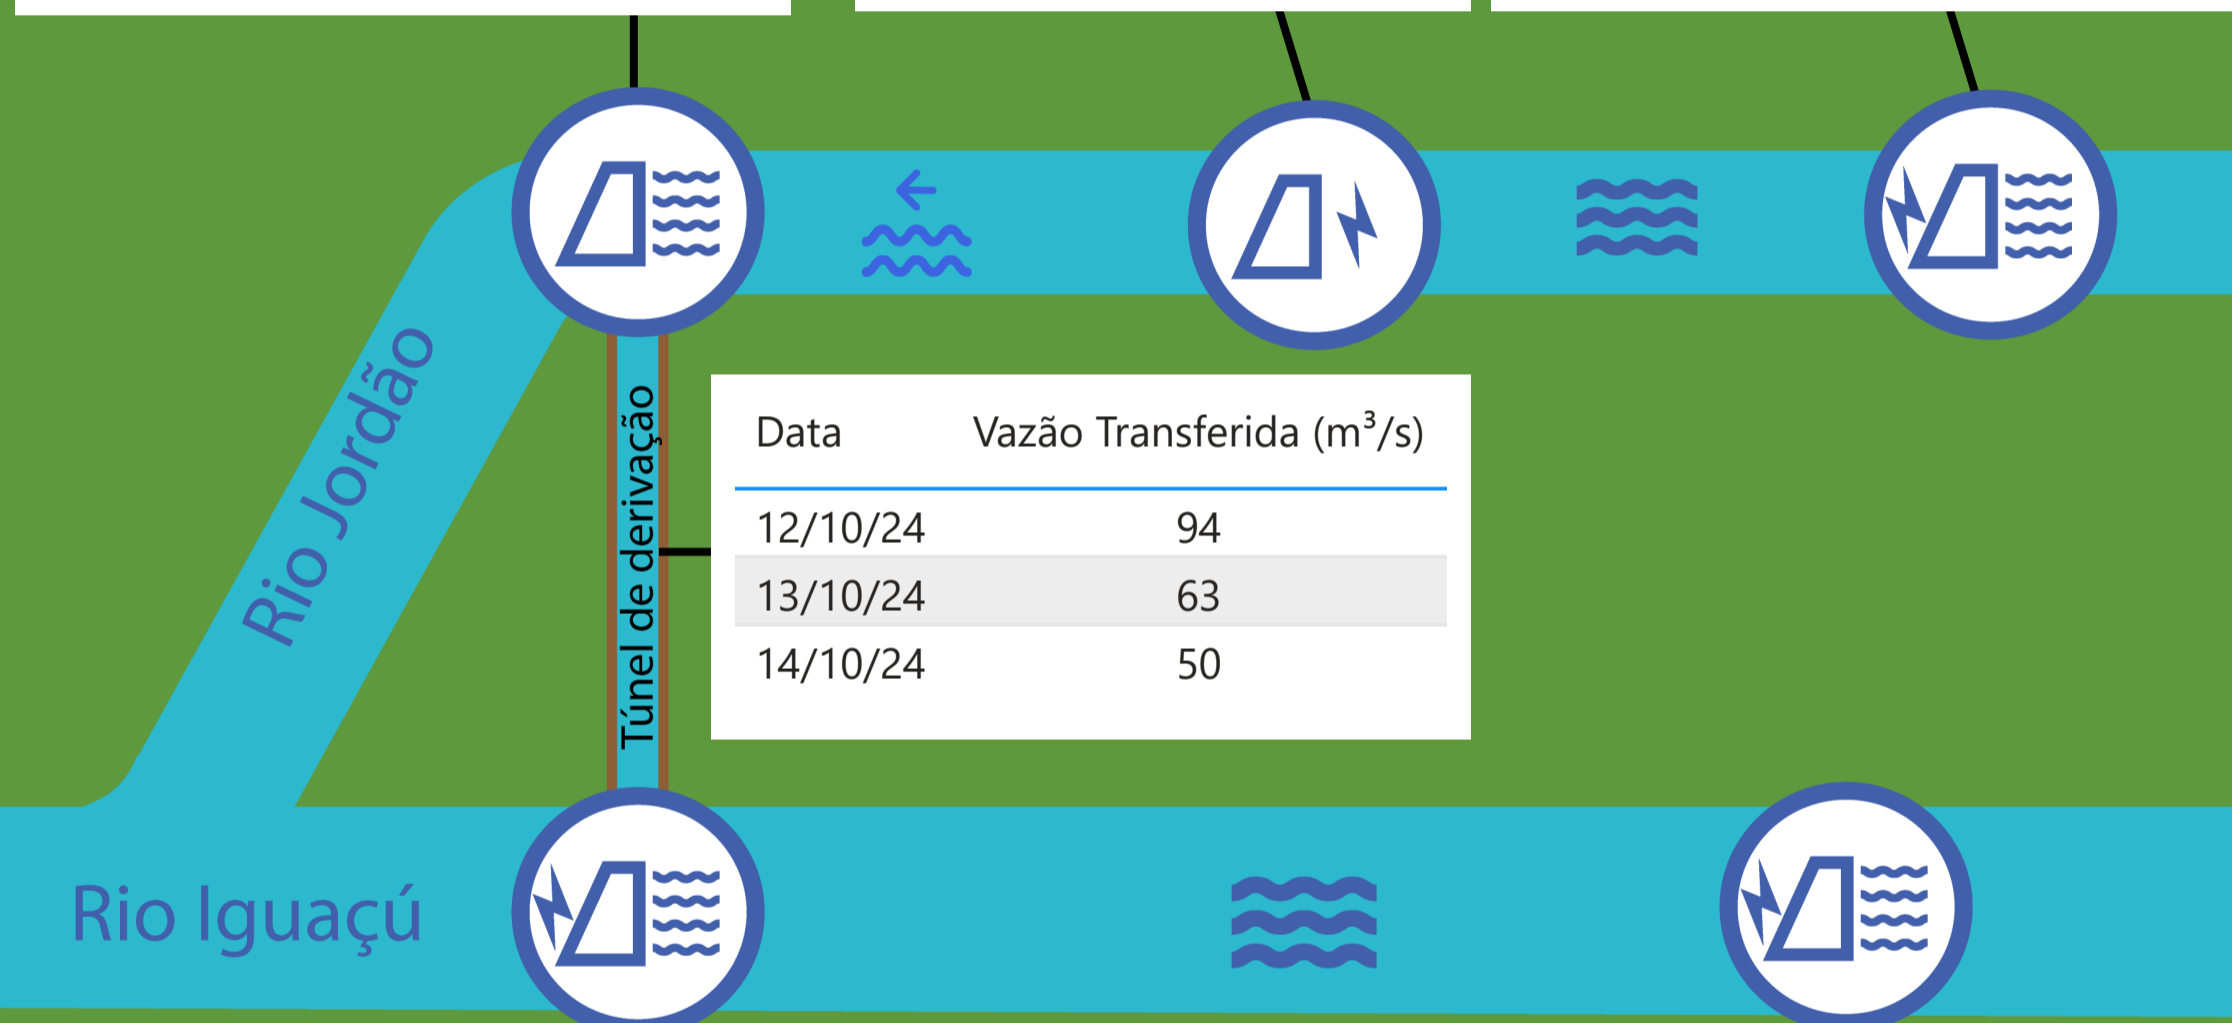 Rio Jordão
Túnel de derivação
Data Vazão Transferida (m³/s)
12/10/24 94
13/10/24 63
14/10/24 50
Rio Iguaçú